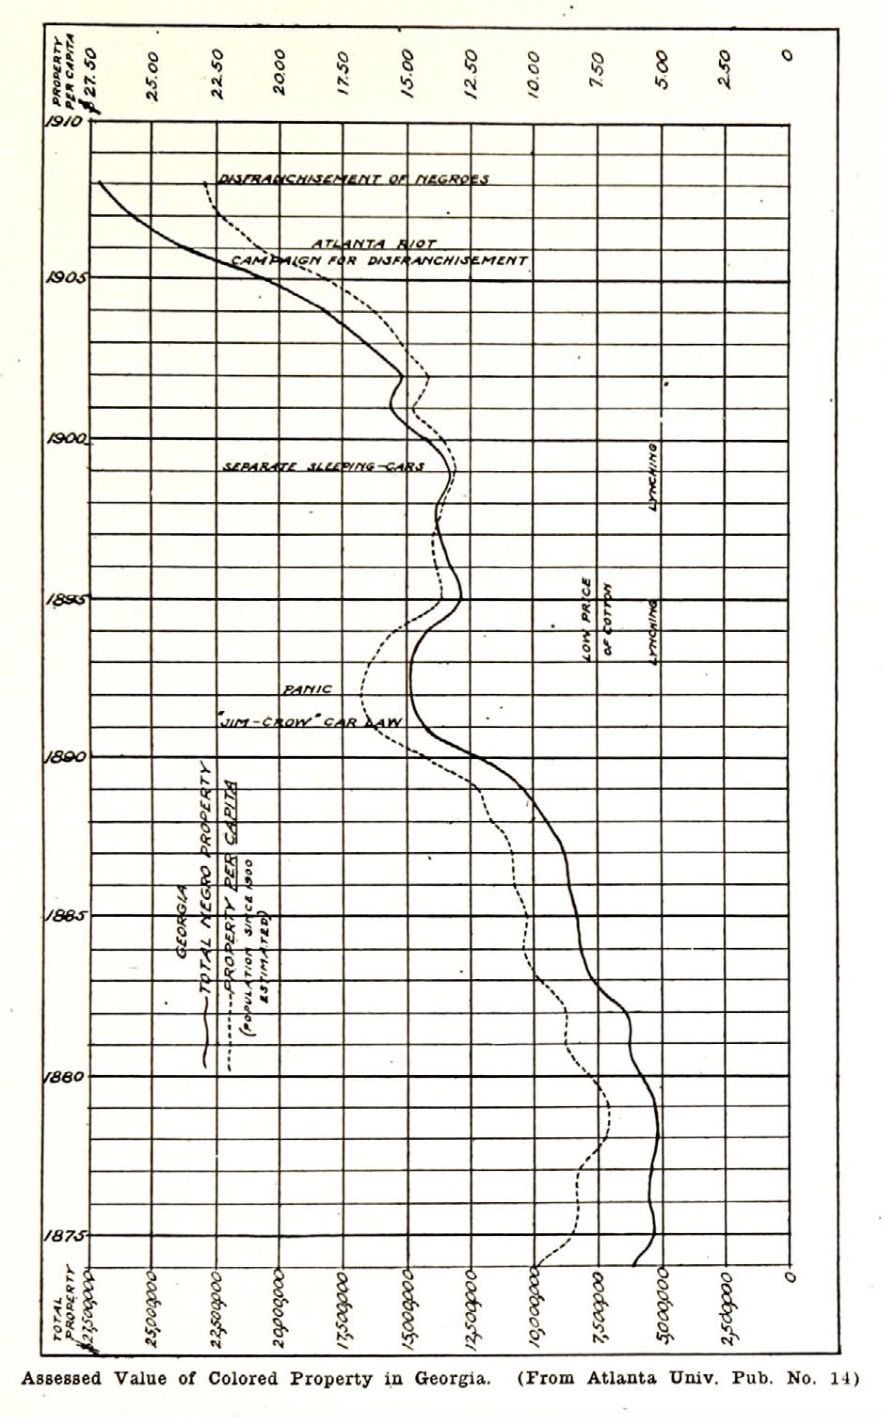 PROPERTY
PER CAPITA
$27.50
25.00
22.50
20.00
17.50
15.00
12.50
10.00
7.50
5.00
2.50
0
1910
DISFRANCHISEMENT OF NEGROES
ATLANTA RIOT
CAMPAIGN FOR DISFRANCHISEMENT
1905
1900
SEPARATE SLEEPING-CARS
LYNCHING
1895
LOW PRICE
OF COTTON
LYNCHING
PANIC
"JIM-CROW" CAR LAW
1890
GEORGIA
TOTAL NEGRO PROPERTY
PROPERTY PER CAPITA
(POPULATION SINCE 1900
ESTIMATED)
1885
1880
1875
TOTAL
PROPERTY
$27,500,000
25,000,000
22,500,000
20,000,000
17,500,000
15,000,000
12,500,000
10,000,000
7,500,000
5,000,000
2,500,000
0
Assessed Value of Colored Property in Georgia. (From Atlanta Univ. Pub. No. 14)